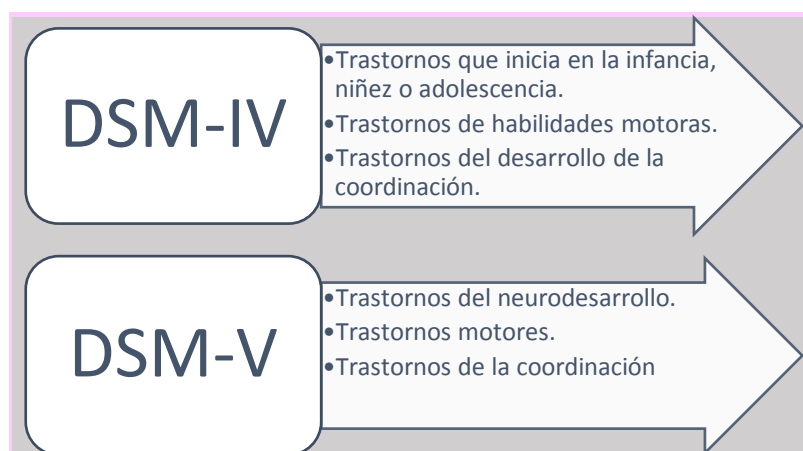 DSM-IV
•Trastornos que inicia en la infancia,
niñez o adolescencia.
•Trastornos de habilidades motoras.
•Trastornos del desarrollo de la
coordinación.
DSM-V
•Trastornos del neurodesarrollo.
•Trastornos motores.
•Trastornos de la coordinación